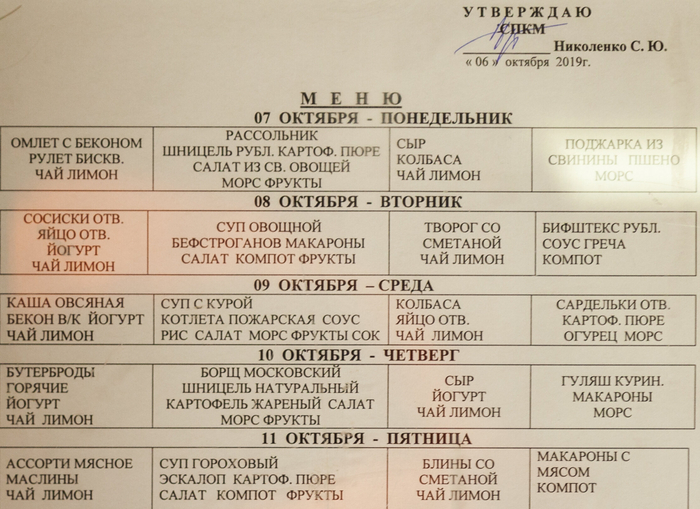 УТВЕРЖДАЮ
СПКМ
Николенко С. Ю.
« 06 » октября 2019г.
М Е Н Ю
07 ОКТЯБРЯ - ПОНЕДЕЛЬНИК
ОМЛЕТ С БЕКОНОМ
РУЛЕТ БИСКВ.
ЧАЙ ЛИМОН
РАССОЛЬНИК
ШНИЦЕЛЬ РУБЛ. КАРТОФ. ПЮРЕ
САЛАТ ИЗ СВ. ОВОЩЕЙ
МОРС ФРУКТЫ
СЫР
КОЛБАСА
ЧАЙ ЛИМОН
ПОДЖАРКА ИЗ
СВИНИНЫ ПШЕНО
МОРС
08 ОКТЯБРЯ - ВТОРНИК
СОСИСКИ ОТВ.
ЯЙЦО ОТВ.
ЙОГУРТ
ЧАЙ ЛИМОН
СУП ОВОЩНОЙ
БЕФСТРОГАНОВ МАКАРОНЫ
САЛАТ КОМПОТ ФРУКТЫ
ТВОРОГ СО
СМЕТАНОЙ
ЧАЙ ЛИМОН
БИФШТЕКС РУБЛ.
СОУС ГРЕЧА
КОМПОТ
09 ОКТЯБРЯ – СРЕДА
КАША ОВСЯНАЯ
БЕКОН В/К ЙОГУРТ
ЧАЙ ЛИМОН
СУП С КУРОЙ
КОТЛЕТА ПОЖАРСКАЯ СОУС
РИС САЛАТ МОРС ФРУКТЫ СОК
КОЛБАСА
ЯЙЦО ОТВ.
ЧАЙ ЛИМОН
САРДЕЛЬКИ ОТВ.
КАРТОФ. ПЮРЕ
ОГУРЕЦ МОРС
10 ОКТЯБРЯ - ЧЕТВЕРГ
БУТЕРБРОДЫ
ГОРЯЧИЕ
ЙОГУРТ
ЧАЙ ЛИМОН
БОРЩ МОСКОВСКИЙ
ШНИЦЕЛЬ НАТУРАЛЬНЫЙ
КАРТОФЕЛЬ ЖАРЕНЫЙ САЛАТ
МОРС ФРУКТЫ
СЫР
ЙОГУРТ
ЧАЙ ЛИМОН
ГУЛЯШ КУРИН.
МАКАРОНЫ
МОРС
11 ОКТЯБРЯ - ПЯТНИЦА
АССОРТИ МЯСНОЕ
МАСЛИНЫ
ЧАЙ ЛИМОН
СУП ГОРОХОВЫЙ
ЭСКАЛОП КАРТОФ. ПЮРЕ
САЛАТ КОМПОТ ФРУКТЫ
БЛИНЫ СО
СМЕТАНОЙ
ЧАЙ ЛИМОН
МАКАРОНЫ С
МЯСОМ
КОМПОТ